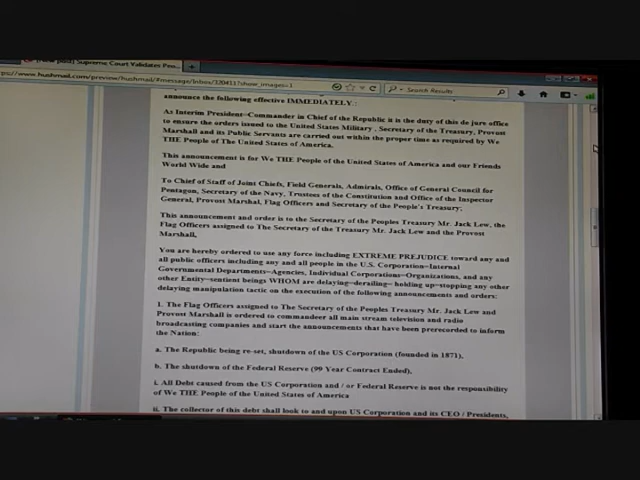 [New post] Supreme Court Validates Pres...
ps://www.hushmail.com/preview/hushmail/#message/Inbox/320411?show_images=1
Search Results
announce the following effective IMMEDIATELY.:
As Interim President~Commander in Chief of the Republic it is the duty of this de jure office
to ensure the orders issued to the United States Military , Secretary of the Treasury, Provost
Marshall and its Public Servants are carried out within the proper time as required by We
THE People of The United States of America.
This announcement is for We THE People of the United States of America and our Friends
World Wide and
To Chief of Staff of Joint Chiefs, Field Generals, Admirals, Office of General Council for
Pentagon, Secretary of the Navy, Trustees of the Constitution and Office of the Inspector
General, Provost Marshal, Flag Officers and Secretary of the People's Treasury;
This announcement and order is to the Secretary of the Peoples Treasury Mr. Jack Lew, the
Flag Officers assigned to The Secretary of the Treasury Mr. Jack Lew and the Provost
Marshall,
You are hereby ordered to use any force including EXTREME PREJUDICE toward any and
all public officers including any and all people in the U.S. Corporation~Internal
Governmental Departments~Agencies, Individual Corporations~Organizations, and any
other Entity~sentient beings WHOM are delaying~derailing~ holding up~stopping any other
delaying manipulation tactic on the execution of the following announcements and orders:
1. The Flag Officers assigned to The Secretary of the Peoples Treasury Mr. Jack Lew and
Provost Marshall is ordered to commandeer all main stream television and radio
broadcasting companies and start the announcements that have been prerecorded to inform
the Nation:
a. The Republic being re-set, shutdown of the US Corporation (founded in 1871),
b. The shutdown of the Federal Reserve (99 Year Contract Ended),
i. All Debt caused from the US Corporation and / or Federal Reserve is not the responsibility
of We THE People of the United States of America
ii. The collector of this debt shall look to and upon US Corporation and its CEO / Presidents,